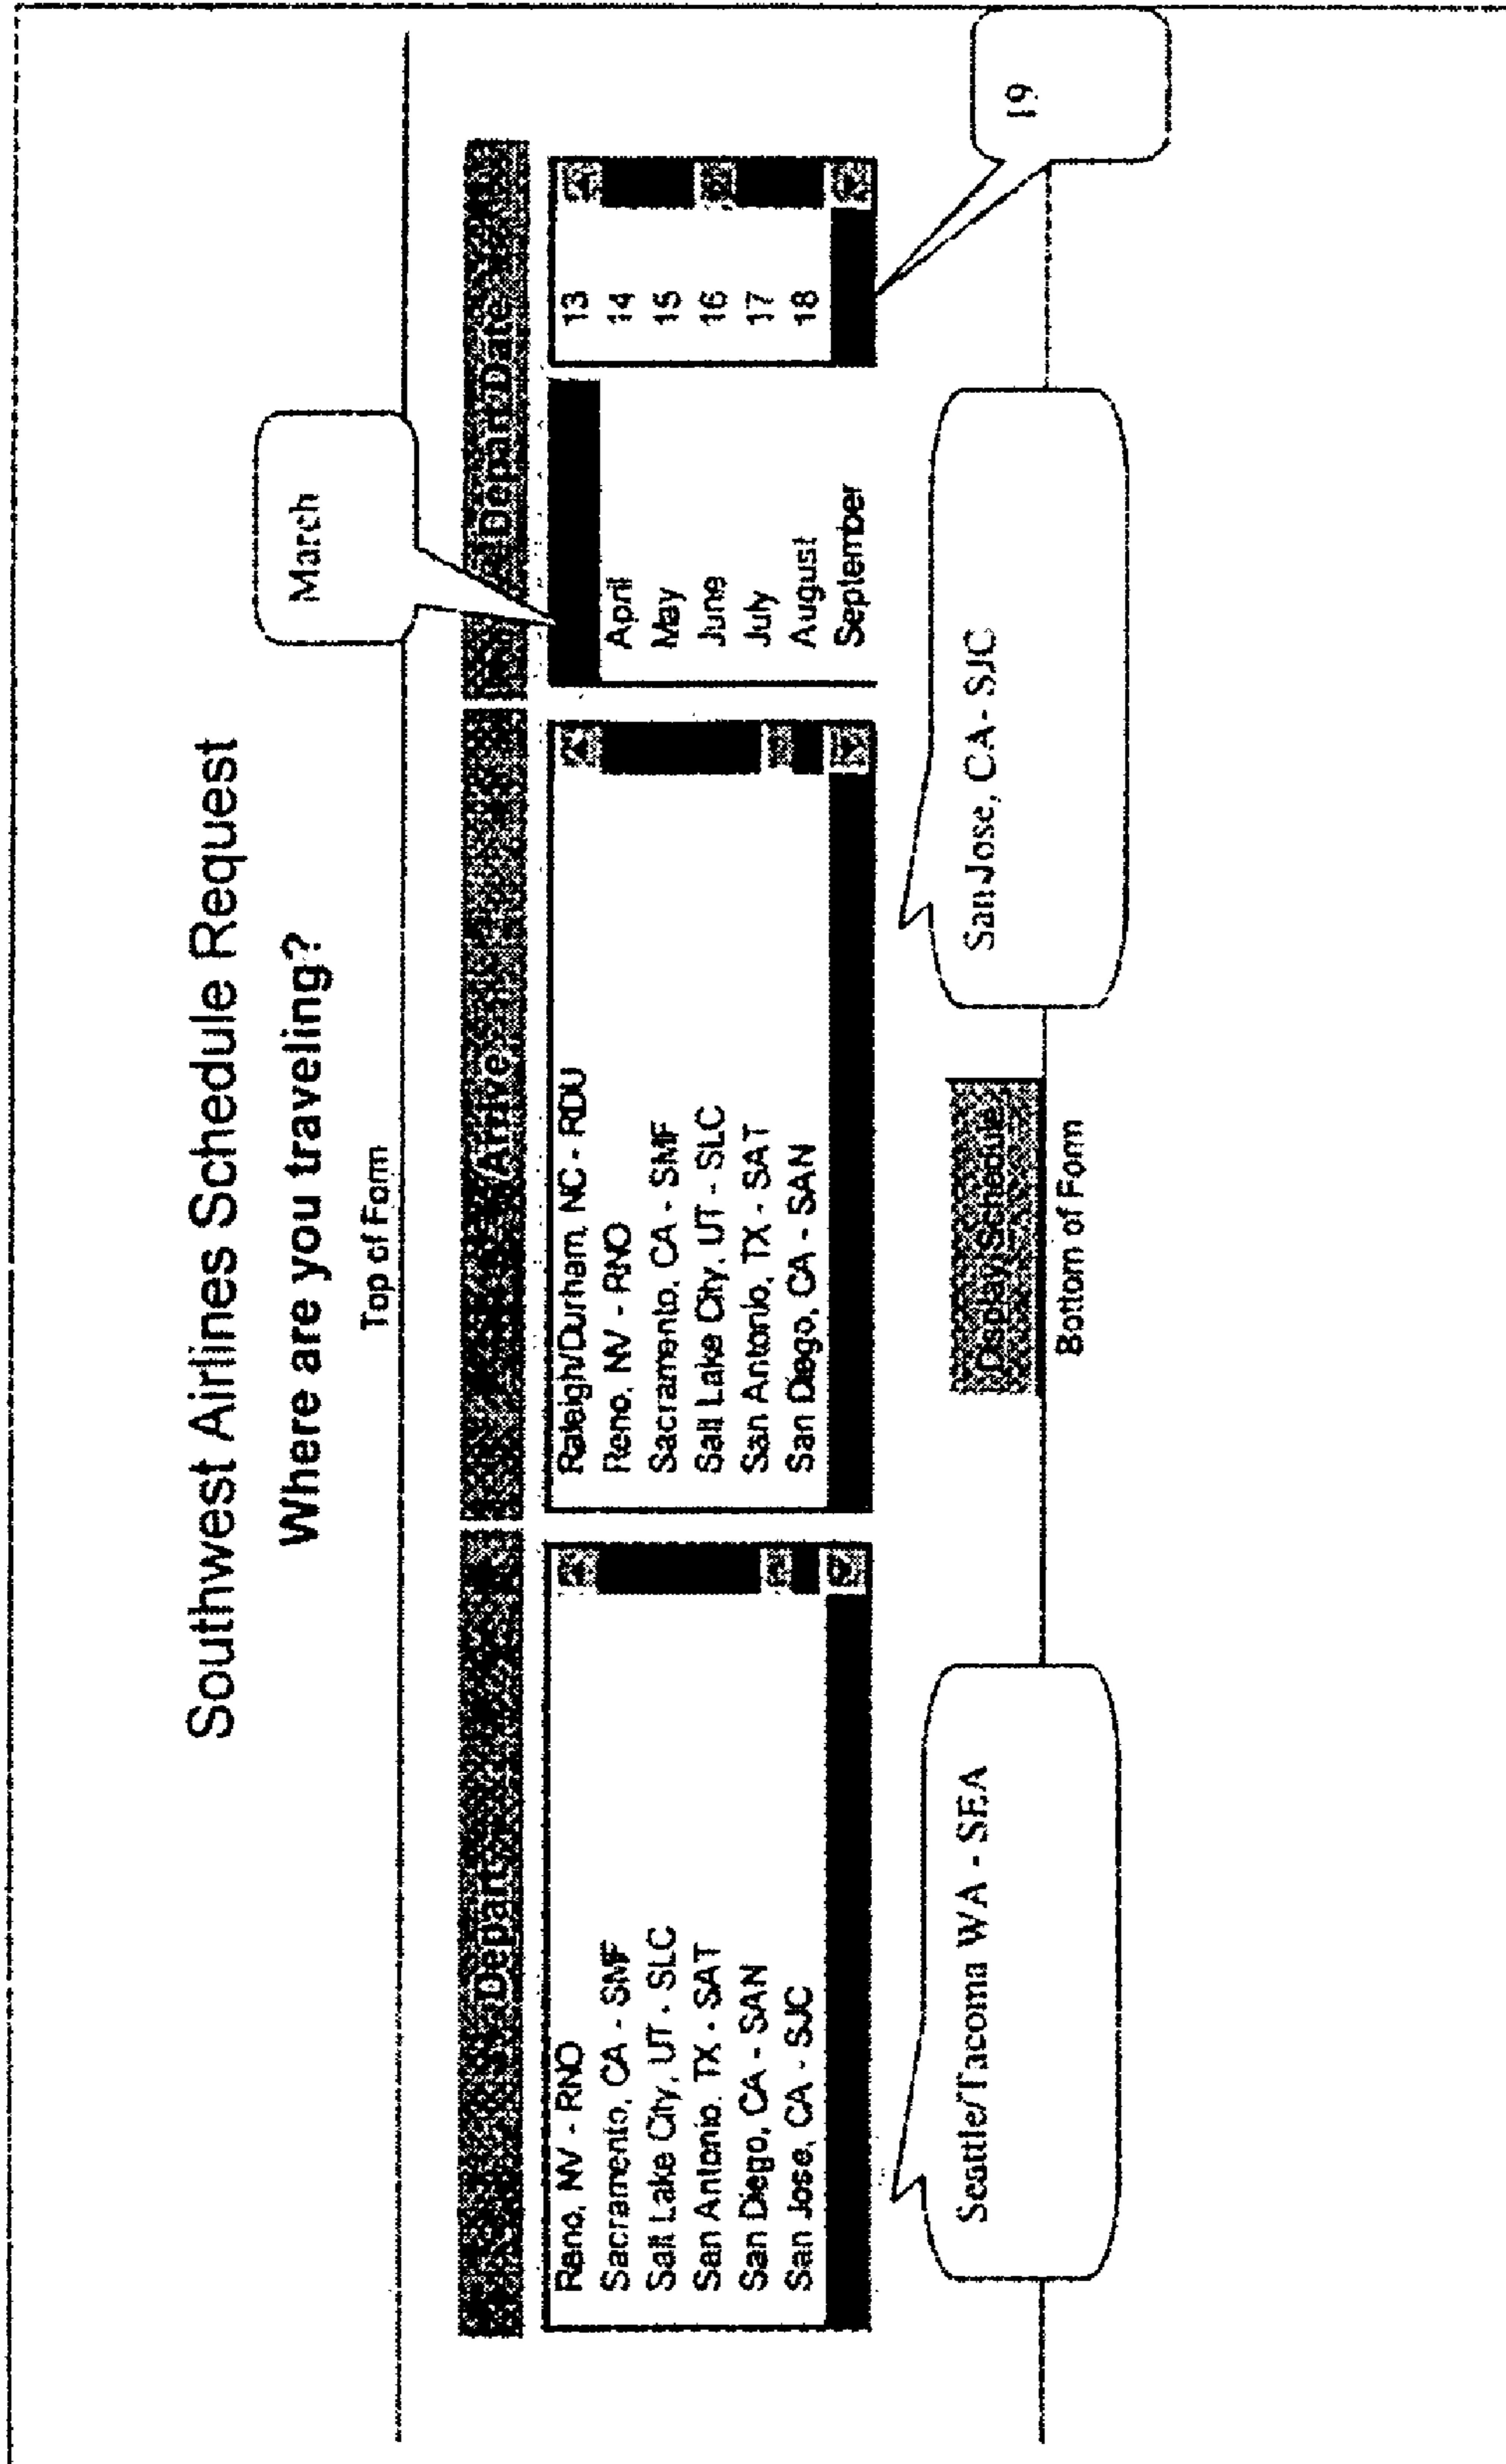 Southwest Airlines Schedule Request
Where are you traveling?
Top of Form
March
Depart
Arrive
Depart Date
Reno, NV - RNO
Sacramento, CA - SMF
Salt Lake City, UT - SLC
San Antonio, TX - SAT
San Diego, CA - SAN
San Jose, CA - SJC
Raleigh/Durham, NC - RDU
Reno, NV - RNO
Sacramento, CA - SMF
Salt Lake City, UT - SLC
San Antonio, TX - SAT
San Diego, CA - SAN
April
May
June
July
August
September
13
14
15
16
17
18
Seattle/Tacoma WA - SEA
Display Schedule
San Jose, CA - SJC
19
Bottom of Form